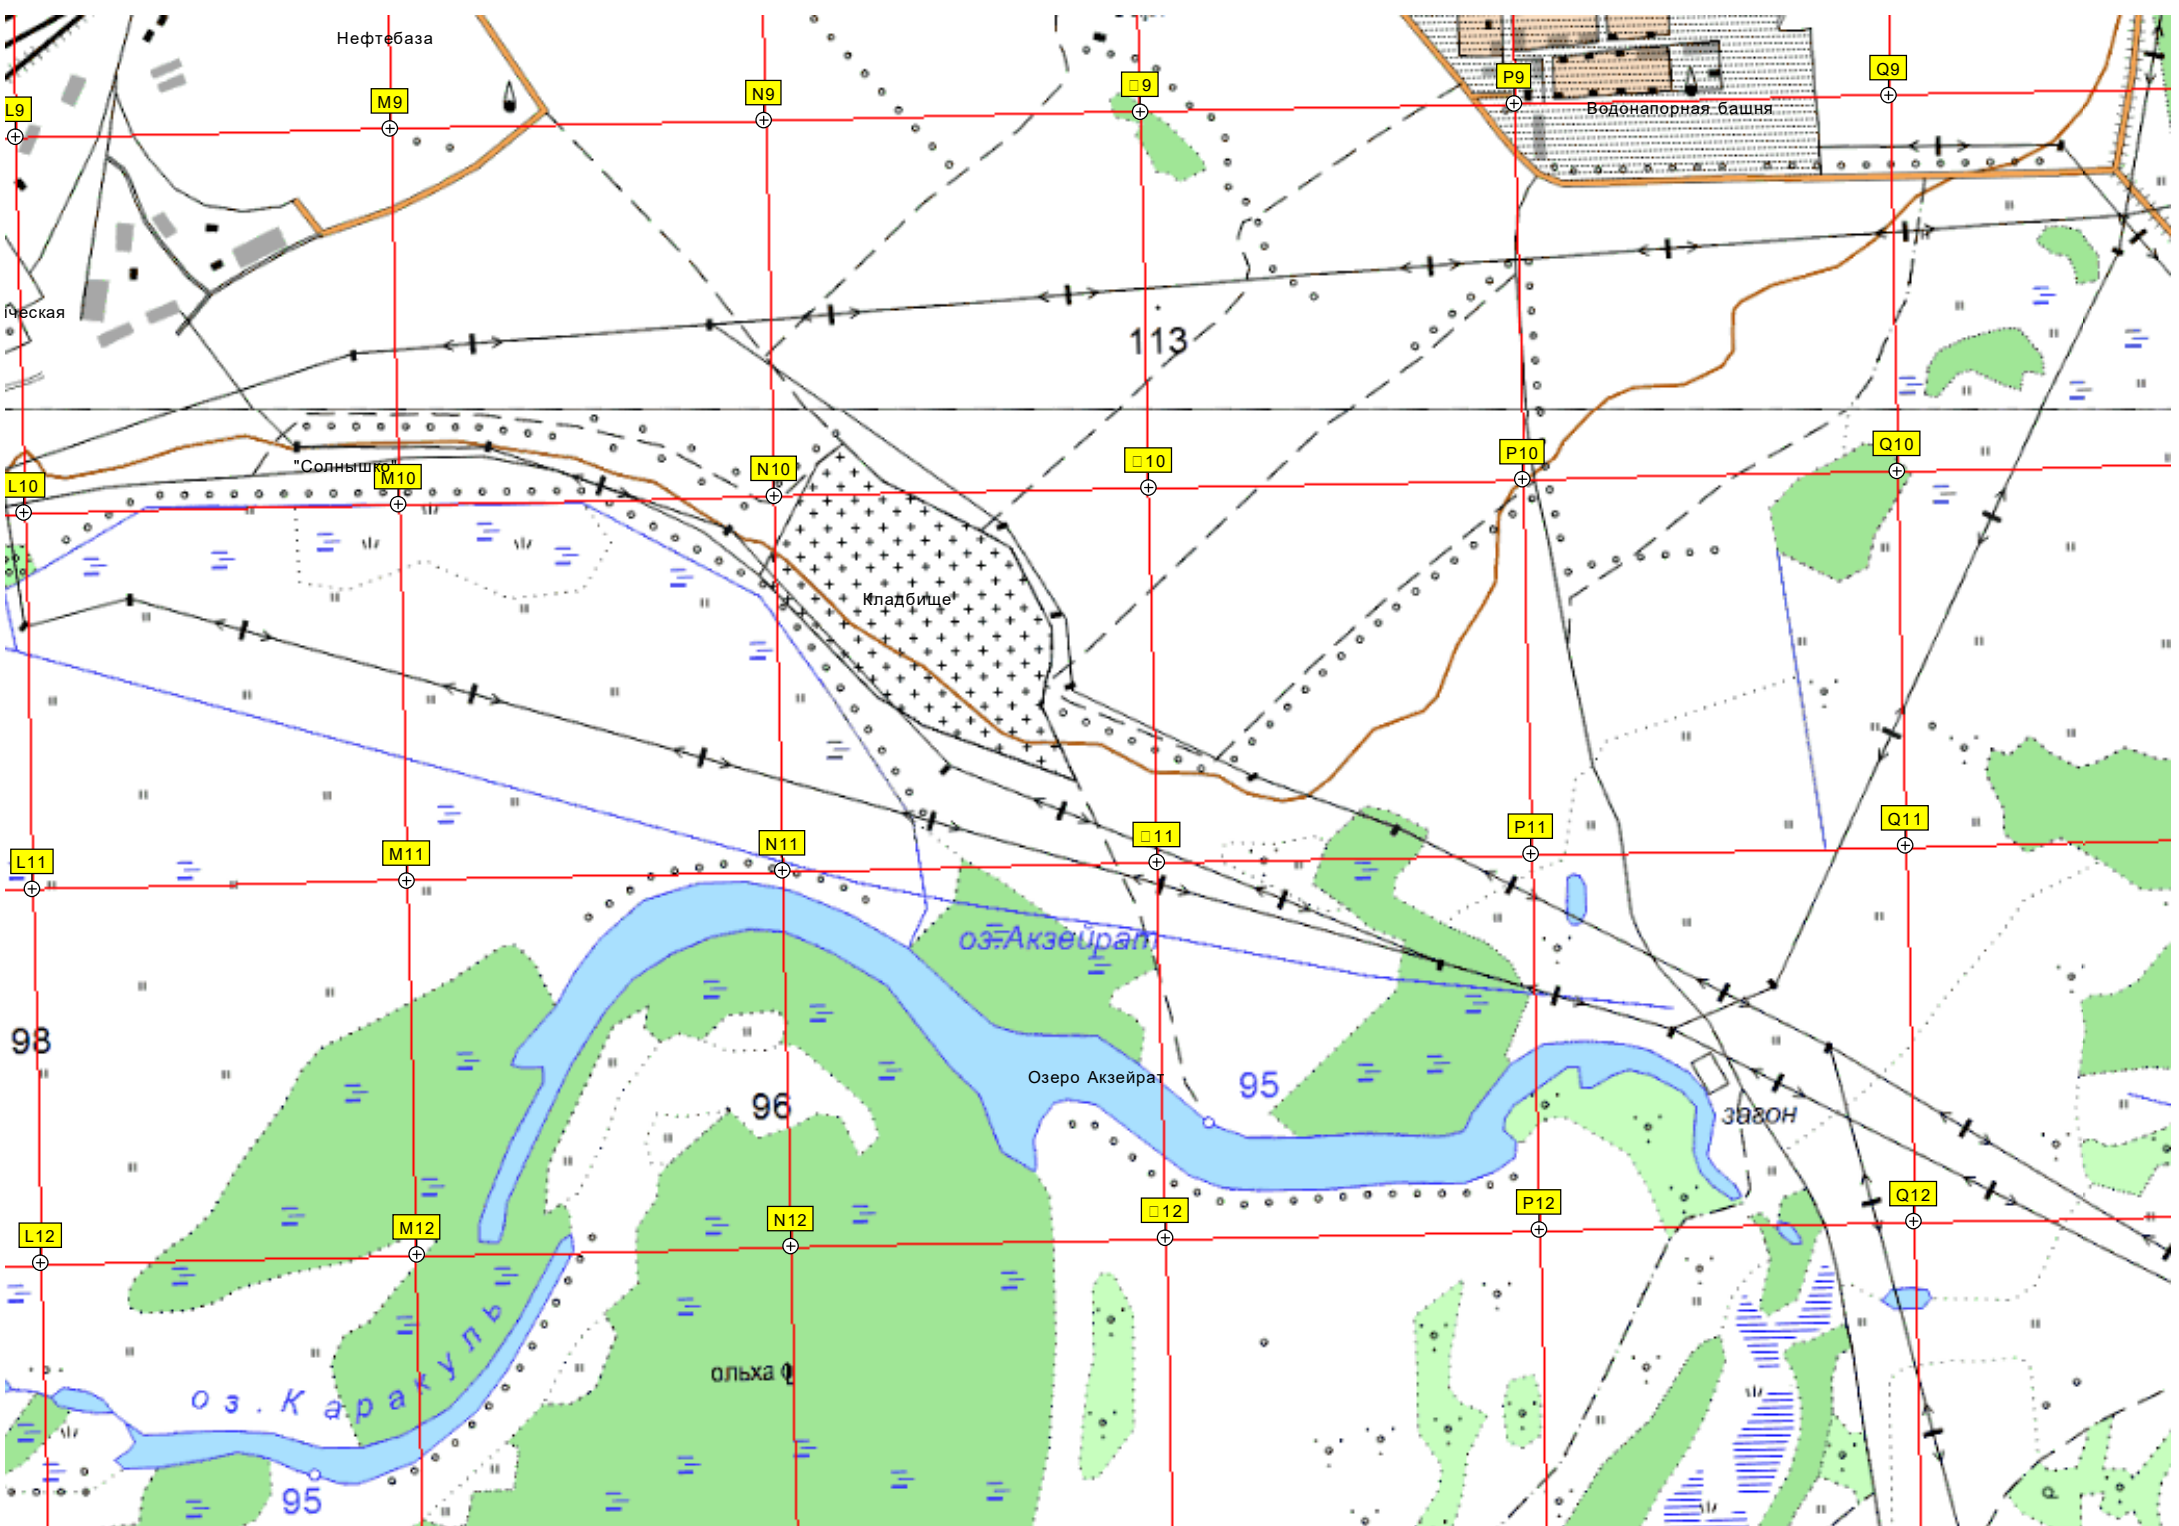 Нефтебаза
L9
M9
N9
□9
P9
Q9
Водонапорная башня
ическая
113
"Солнышко"
L10
M10
N10
□10
P10
Q10
Кладбище
L11
M11
N11
□11
P11
Q11
оз.Акзейрат
98
96
Озеро Акзейрат
95
загон
L12
M12
N12
□12
P12
Q12
ольха
оз. Каракуль
95